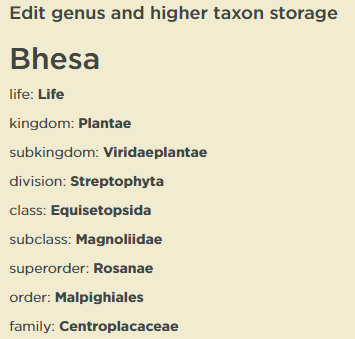 Edit genus and higher taxon storage
Bhesa
life: Life
kingdom: Plantae
subkingdom: Viridaeplantae
division: Streptophyta
class: Equisetopsida
subclass: Magnoliidae
superorder: Rosanae
order: Malpighiales
family: Centroplacaceae